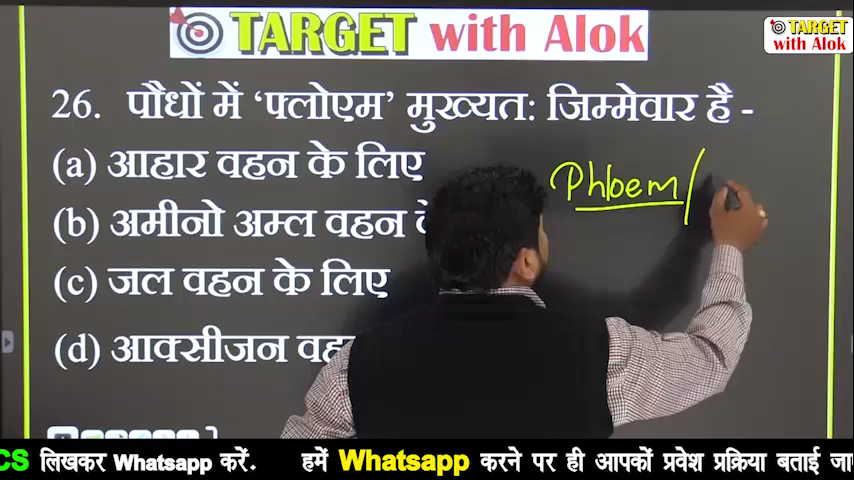 TARGET with Alok
TARGET
with Alok
26. पौधों में ‘फ्लोएम’ मुख्यत: जिम्मेवार है -
(a) आहार वहन के लिए
Phloem/
(b) अमीनो अम्ल वहन
(c) जल वहन के लिए
(d) आक्सीजन
CS लिखकर Whatsapp करें. हमें Whatsapp करने पर ही आपकों प्रवेश प्रक्रिया बताई